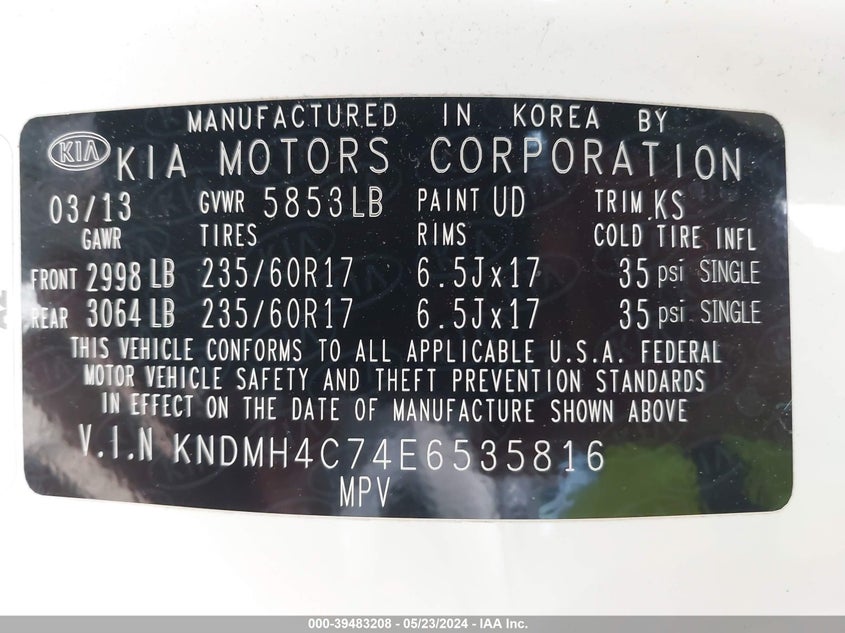 MANUFACTURED IN KOREA BY
KIA KIA MOTORS CORPORATION
03/13 GVWR 5853LB PAINT UD TRIM KS
GAWR TIRES RIMS COLD TIRE INFL
FRONT 2998 LB 235/60R17 6.5Jx17 35 psi SINGLE
REAR 3064 LB 235/60R17 6.5Jx17 35 psi SINGLE
THIS VEHICLE CONFORMS TO ALL APPLICABLE U.S.A. FEDERAL
MOTOR VEHICLE SAFETY AND THEFT PREVENTION STANDARDS
IN EFFECT ON THE DATE OF MANUFACTURE SHOWN ABOVE
V.I.N KNDMH4C74E6535816
MPV
000-39483208 - 05/23/2024 - IAA Inc.